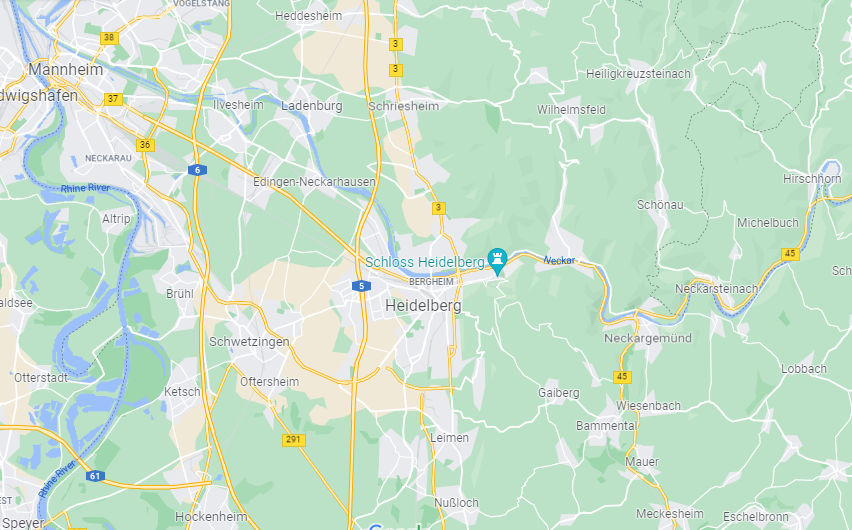 VOGELSTANG
Heddesheim
38
3
Mannheim
3
Heiligkreuzsteinach
dwigshafen
37
Ilvesheim
Ladenburg
Schriesheim
Wilhelmsfeld
36
NECKARAU
6
Hirschhorn
Rhine River
Edingen-Neckarhausen
Altrip
3
Schönau
Michelbuch
45
Schloss Heidelberg
Neckar
Sch
BERGHEIM
5
Brühl
Neckarsteinach
aldsee
Heidelberg
Schwetzingen
Neckargemünd
Lobbach
Otterstadt
Oftersheim
45
Ketsch
Gaiberg
Wiesenbach
Bammental
291
Leimen
Mauer
61
Rhine River
EST
Nußloch
Speyer
Hockenheim
Meckesheim
Eschelbronn